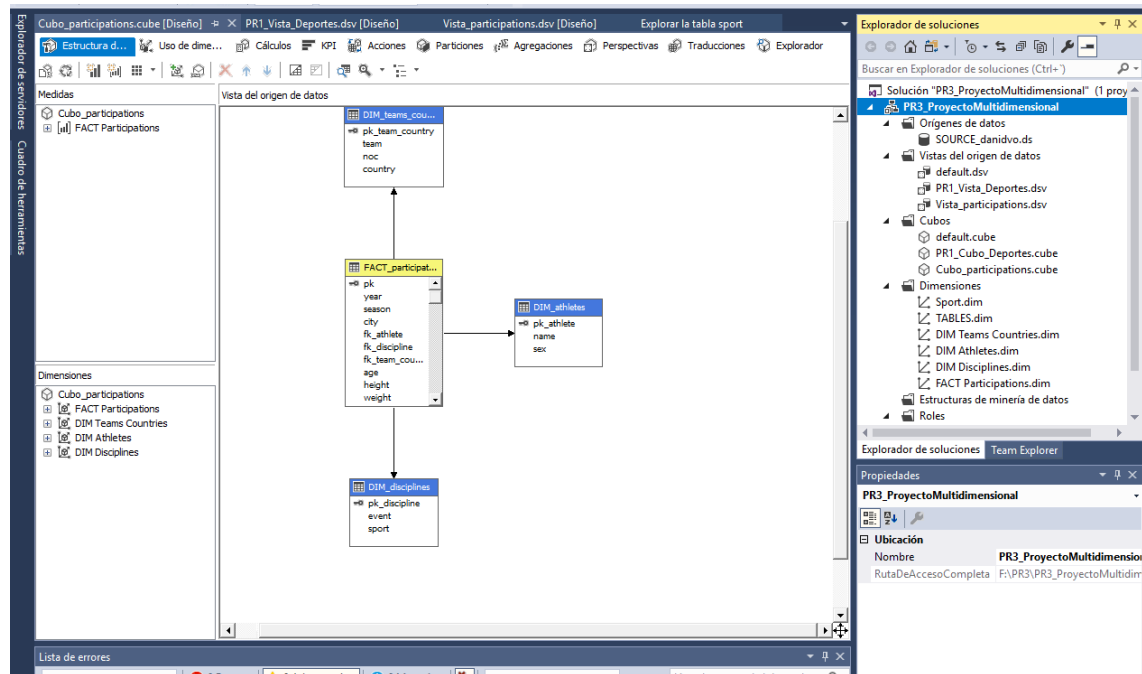 Cubo_participations.cube [Diseño]
PR1_Vista_Deportes.dsv [Diseño]
Vista_participations.dsv [Diseño]
Explorar la tabla sport
Estructura d...
Uso de dime...
Cálculos
KPI
Acciones
Particiones
Agregaciones
Perspectivas
Traducciones
Explorador
Explorador de servidores
Cuadro de herramientas
Medidas
Cubo_participations
FACT Participations
Dimensiones
Cubo_participations
FACT Participations
DIM Teams Countries
DIM Athletes
DIM Disciplines
Vista del origen de datos
DIM_teams_cou...
pk_team_country
team
noc
country
FACT_participat...
pk
year
season
city
fk_athlete
fk_discipline
fk_team_cou...
age
height
weight
DIM_athletes
pk_athlete
name
sex
DIM_disciplines
pk_discipline
event
sport
Lista de errores
Explorador de soluciones
Buscar en Explorador de soluciones (Ctrl+`)
Solución "PR3_ProyectoMultidimensional" (1 proy
PR3_ProyectoMultidimensional
Orígenes de datos
SOURCE_danidvo.ds
Vistas del origen de datos
default.dsv
PR1_Vista_Deportes.dsv
Vista_participations.dsv
Cubos
default.cube
PR1_Cubo_Deportes.cube
Cubo_participations.cube
Dimensiones
Sport.dim
TABLES.dim
DIM Teams Countries.dim
DIM Athletes.dim
DIM Disciplines.dim
FACT Participations.dim
Estructuras de minería de datos
Roles
Explorador de soluciones
Team Explorer
Propiedades
PR3_ProyectoMultidimensional
Ubicación
Nombre PR3_ProyectoMultidimension
RutaDeAccesoCompleta F:\PR3\PR3_ProyectoMultidim